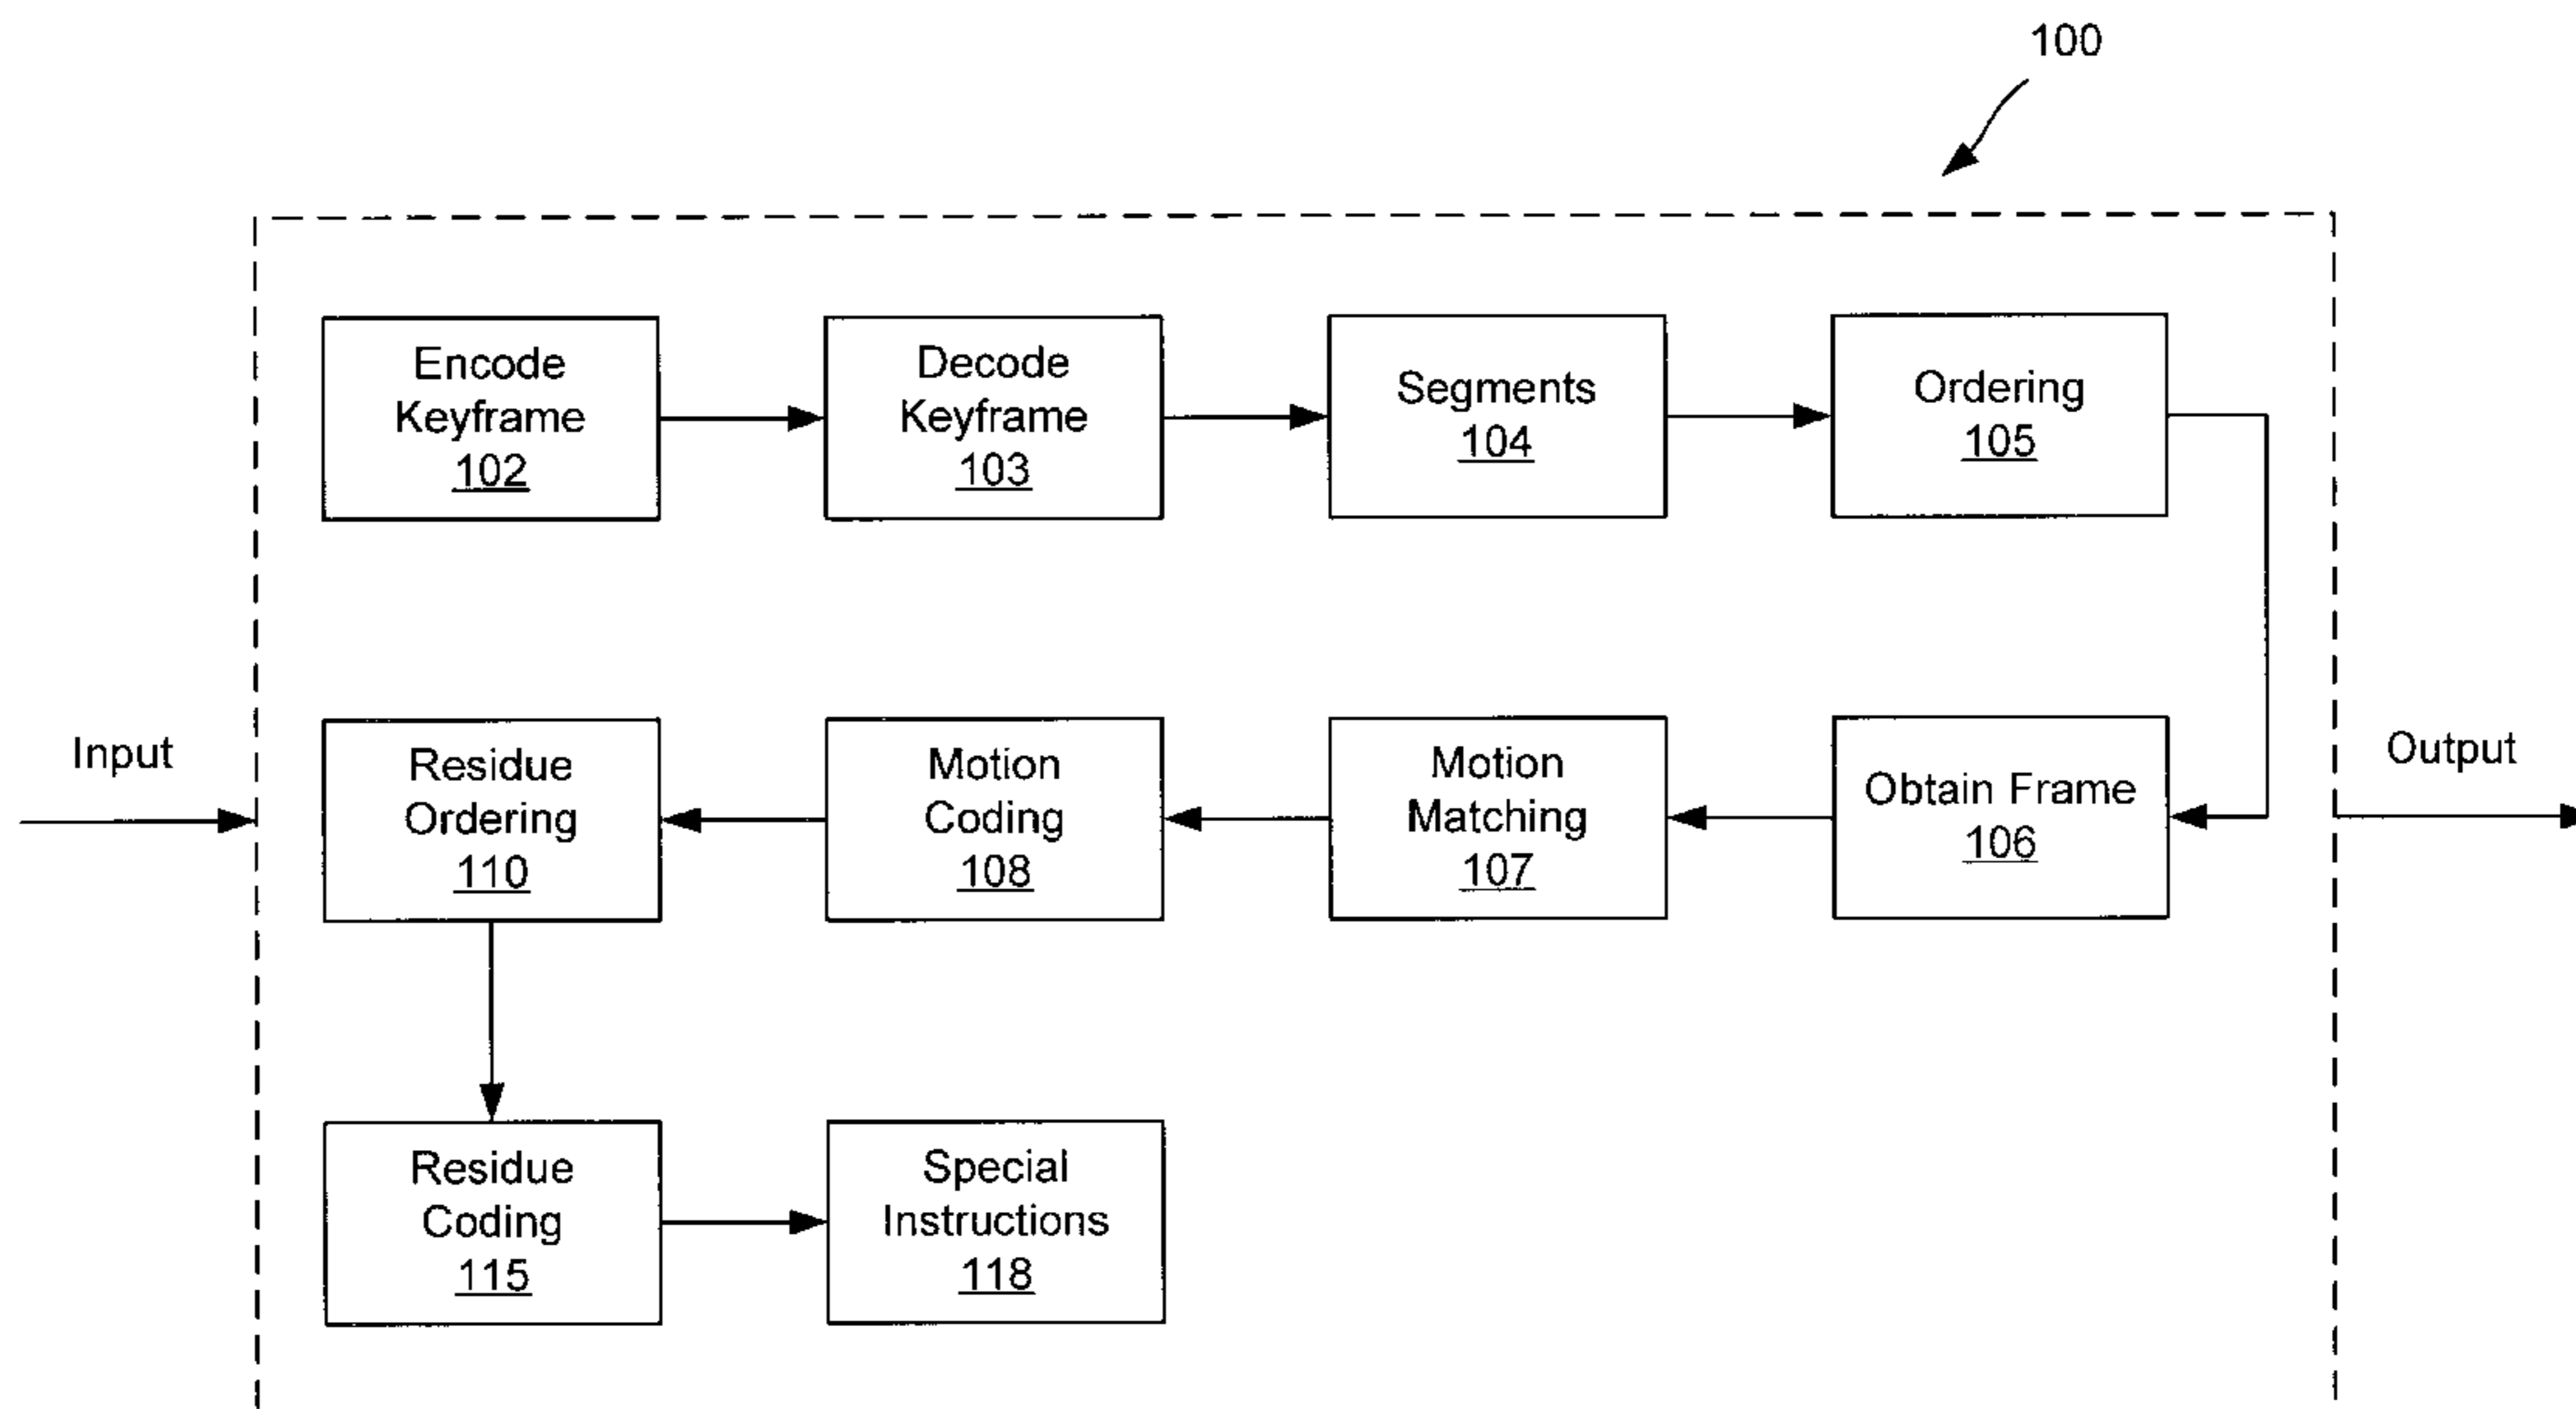 100
Encode
Keyframe
102
Decode
Keyframe
103
Segments
104
Ordering
105
Input
Residue
Ordering
110
Motion
Coding
108
Motion
Matching
107
Obtain Frame
106
Output
Residue
Coding
115
Special
Instructions
118